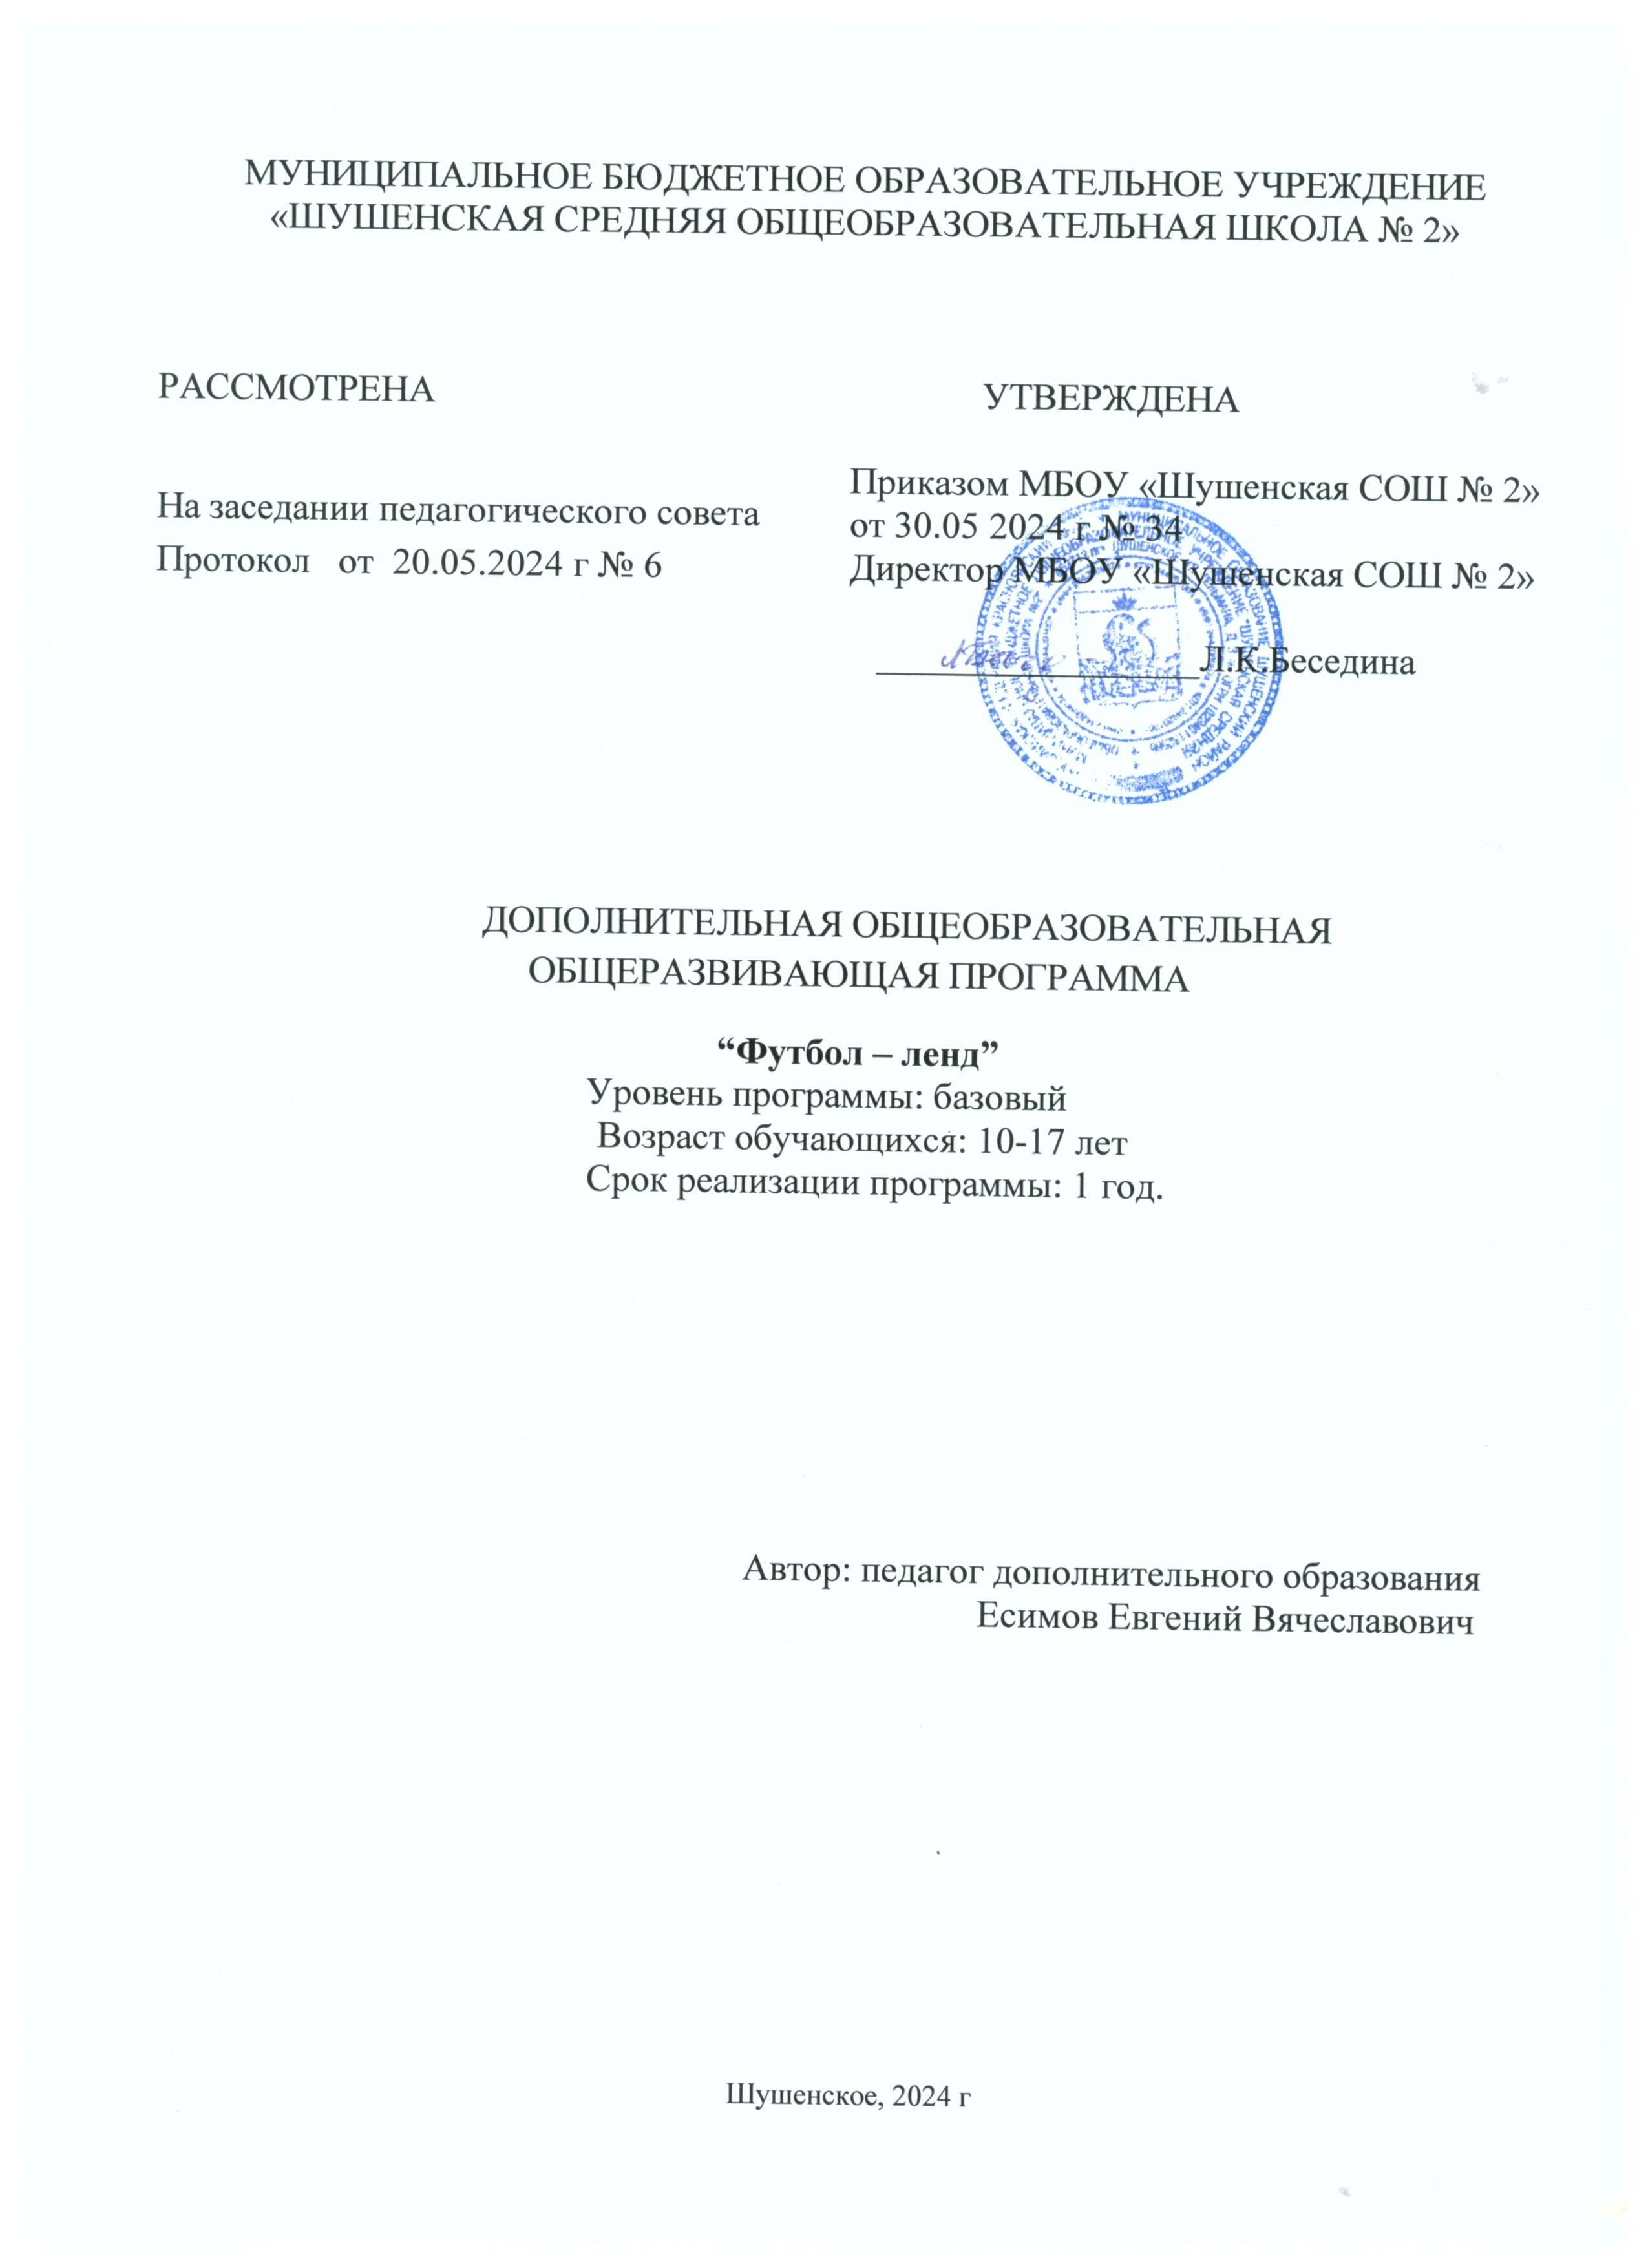 МУНИЦИПАЛЬНОЕ БЮДЖЕТНОЕ ОБРАЗОВАТЕЛЬНОЕ УЧРЕЖДЕНИЕ
«ШУШЕНСКАЯ СРЕДНЯЯ ОБЩЕОБРАЗОВАТЕЛЬНАЯ ШКОЛА № 2»
РАССМОТРЕНА
На заседании педагогического совета
Протокол от 20.05.2024 г № 6
УТВЕРЖДЕНА
Приказом МБОУ «Шушенская СОШ № 2»
от 30.05 2024 г № 34
Директор МБОУ «Шушенская СОШ № 2»
Л.К.Беседина
ДОПОЛНИТЕЛЬНАЯ ОБЩЕОБРАЗОВАТЕЛЬНАЯ
ОБЩЕРАЗВИВАЮЩАЯ ПРОГРАММА
“Футбол – ленд”
Уровень программы: базовый
Возраст обучающихся: 10-17 лет
Срок реализации программы: 1 год.
Автор: педагог дополнительного образования
Есимов Евгений Вячеславович
Шушенское, 2024 г